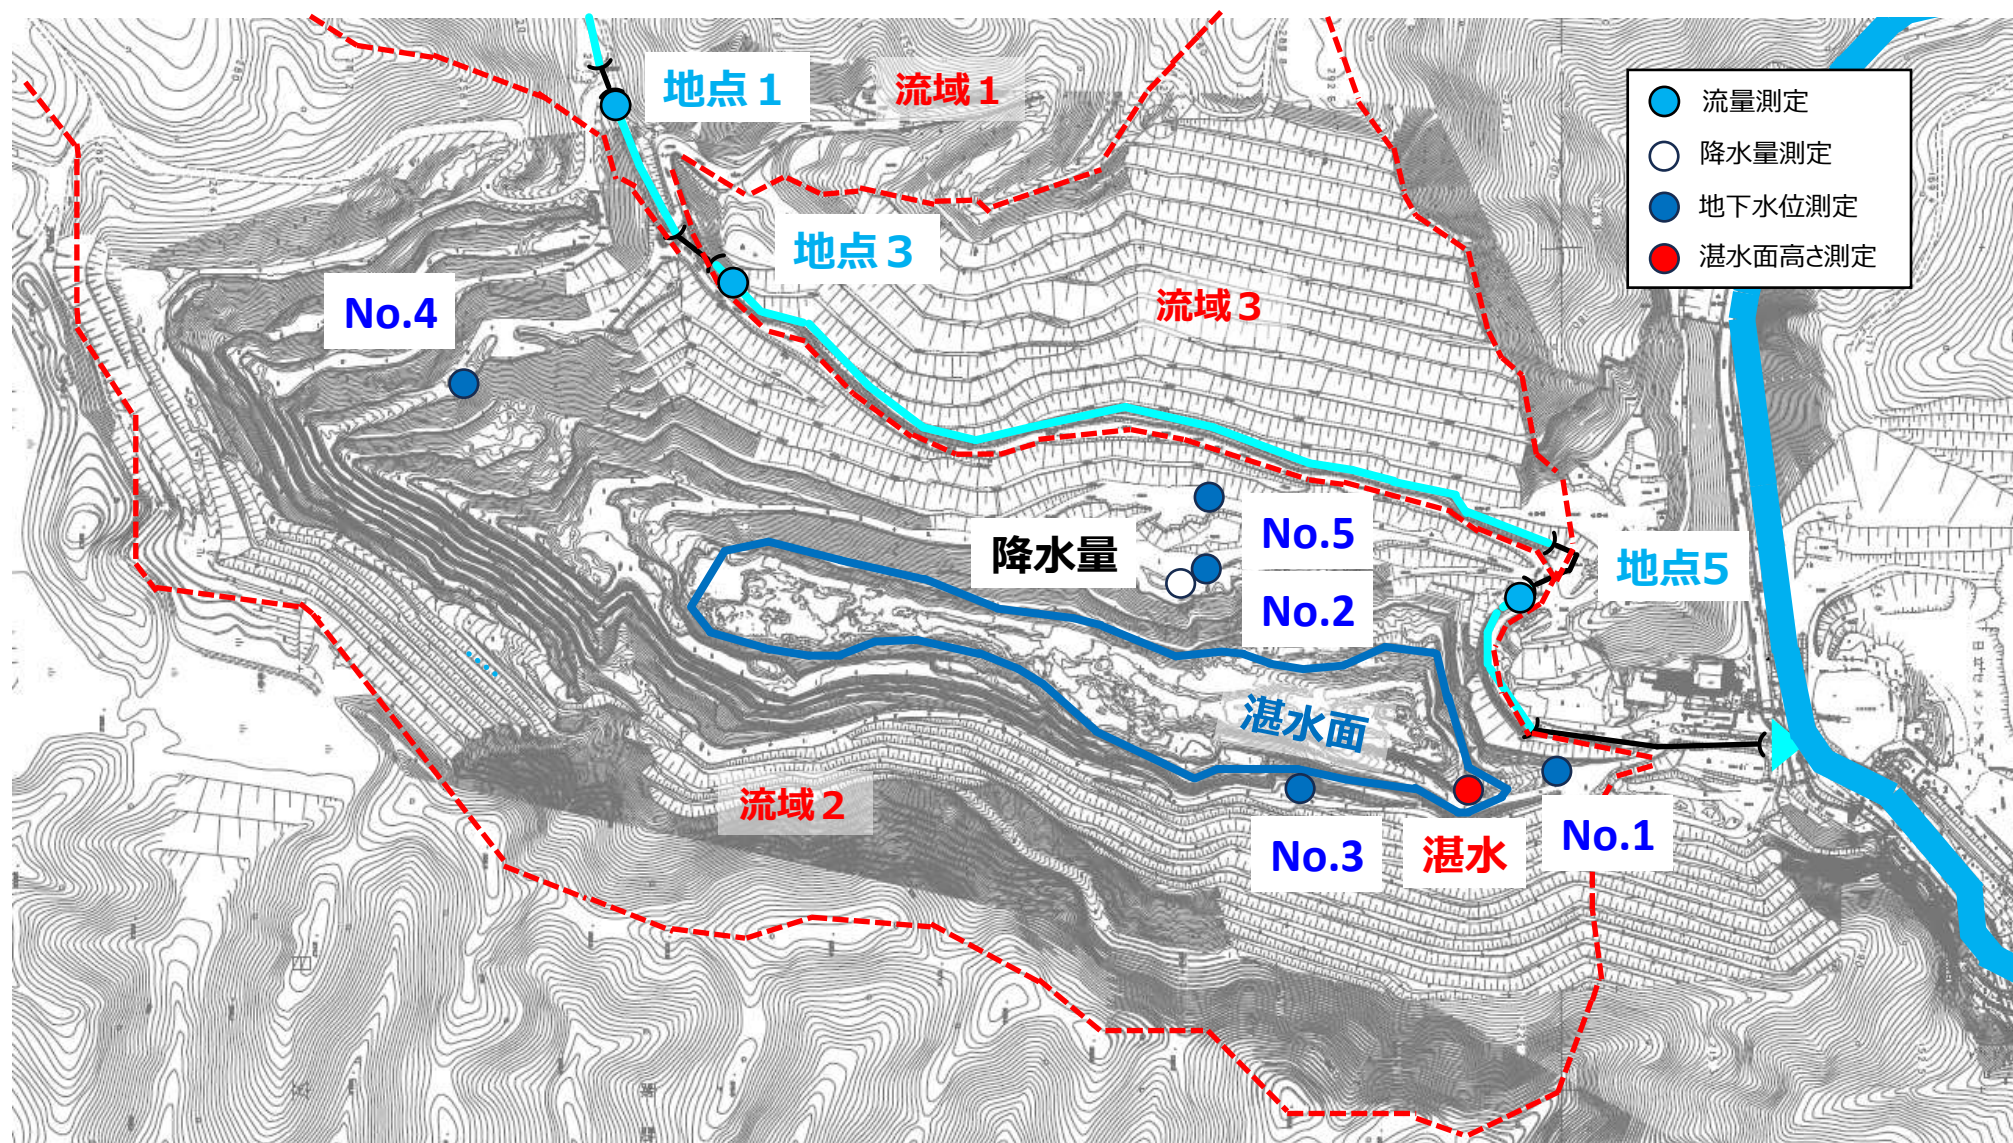 地点１
流域１
流量測定
降水量測定
地下水位測定
湛水面高さ測定
地点３
流域３
No.4
No.5
降水量
地点5
No.2
湛水面
流域２
No.3
湛水
No.1